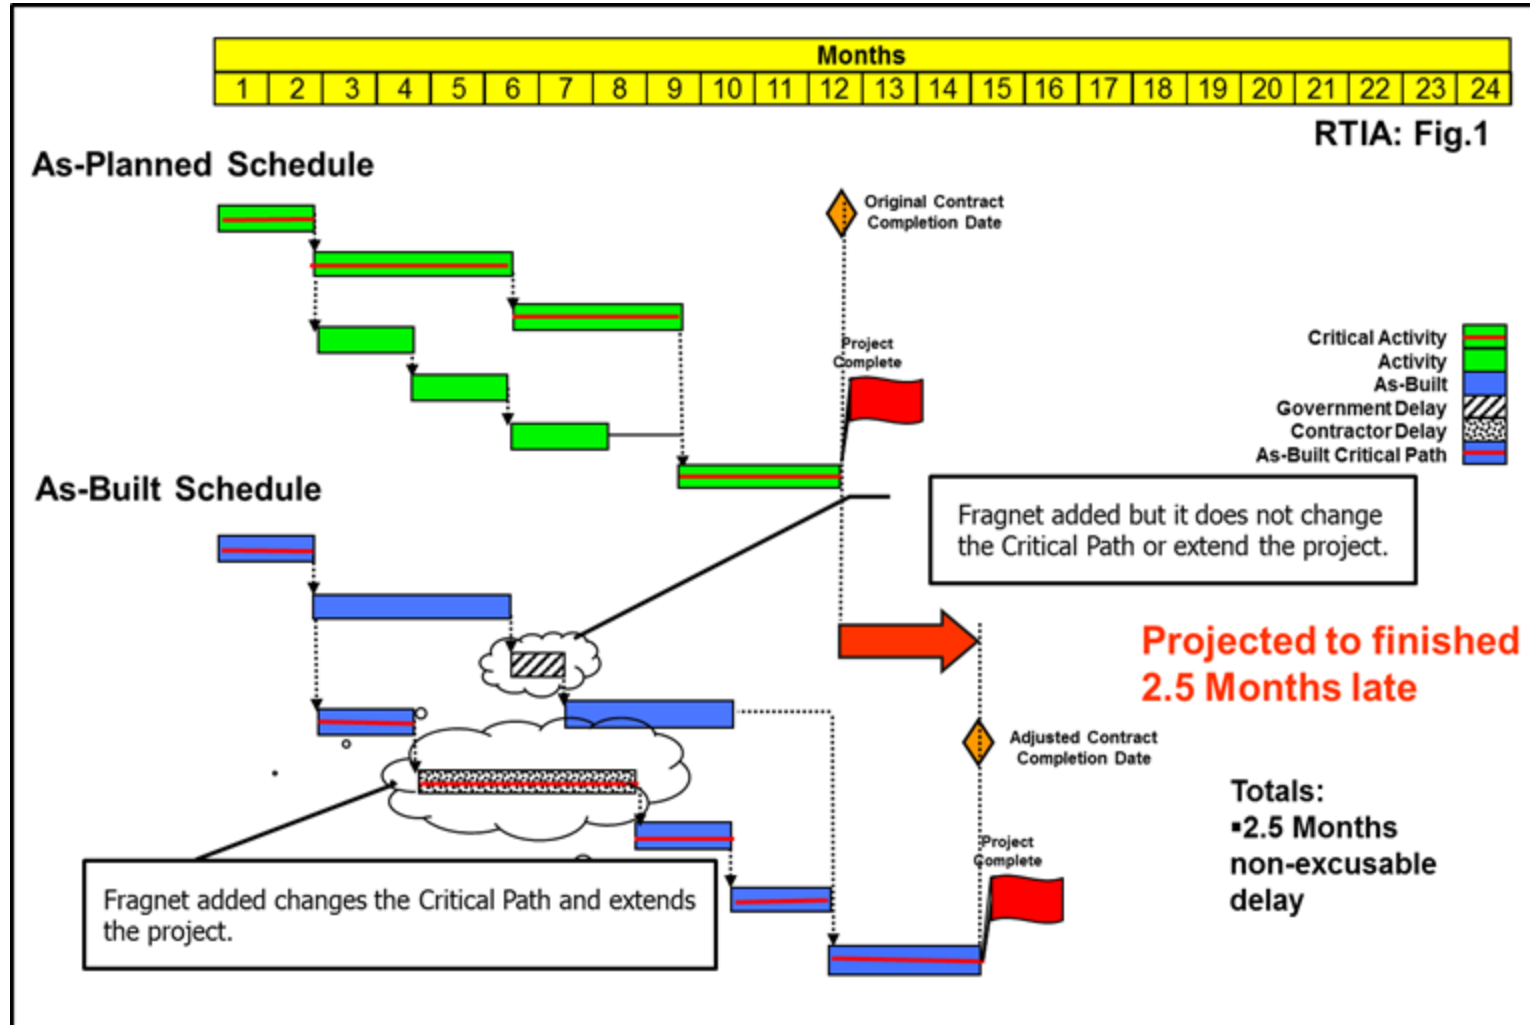 Months
1 2 3 4 5 6 7 8 9 10 11 12 13 14 15 16 17 18 19 20 21 22 23 24
RTIA: Fig.1
As-Planned Schedule
Original Contract
Completion Date
Project
Complete
Critical Activity
Activity
As-Built
Government Delay
Contractor Delay
As-Built Critical Path
As-Built Schedule
Fragnet added but it does not change
the Critical Path or extend the project.
Projected to finished
2.5 Months late
Adjusted Contract
Completion Date
Totals:
▪2.5 Months
non-excusable
delay
Project
Complete
Fragnet added changes the Critical Path and extends
the project.